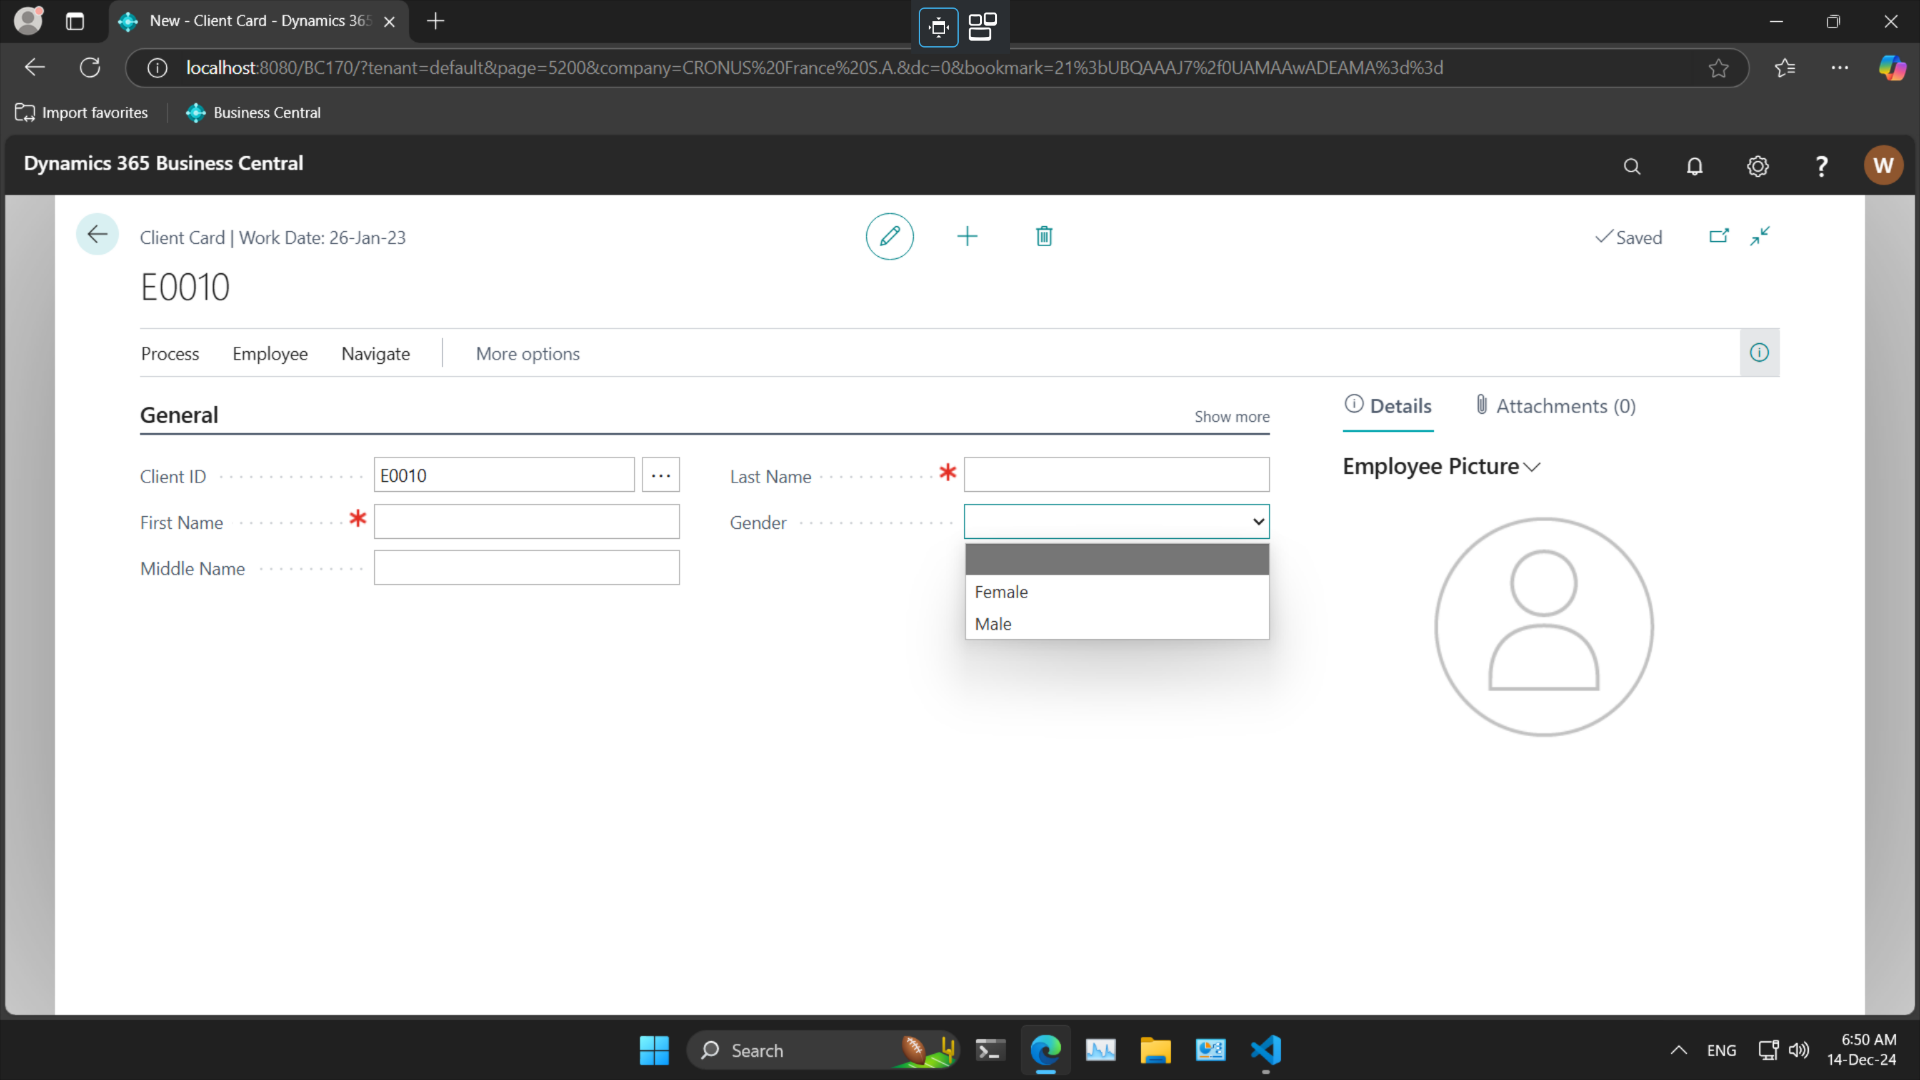 New - Client Card - Dynamics 365
localhost:8080/BC170/?tenant=default&page=5200&company=CRONUS%20France%20S.A.&dc=0&bookmark=21%3bUBQAAAJ7%2f0UAMAAwADEAMA%3d%3d
Import favorites
Business Central
Dynamics 365 Business Central
W
Client Card | Work Date: 26-Jan-23
Saved
E0010
Process Employee Navigate More options
General
Show more
Details
Attachments (0)
Client ID E0010
Last Name
First Name
Gender
Middle Name
Female
Male
Employee Picture
Search
ENG
6:50 AM
14-Dec-24